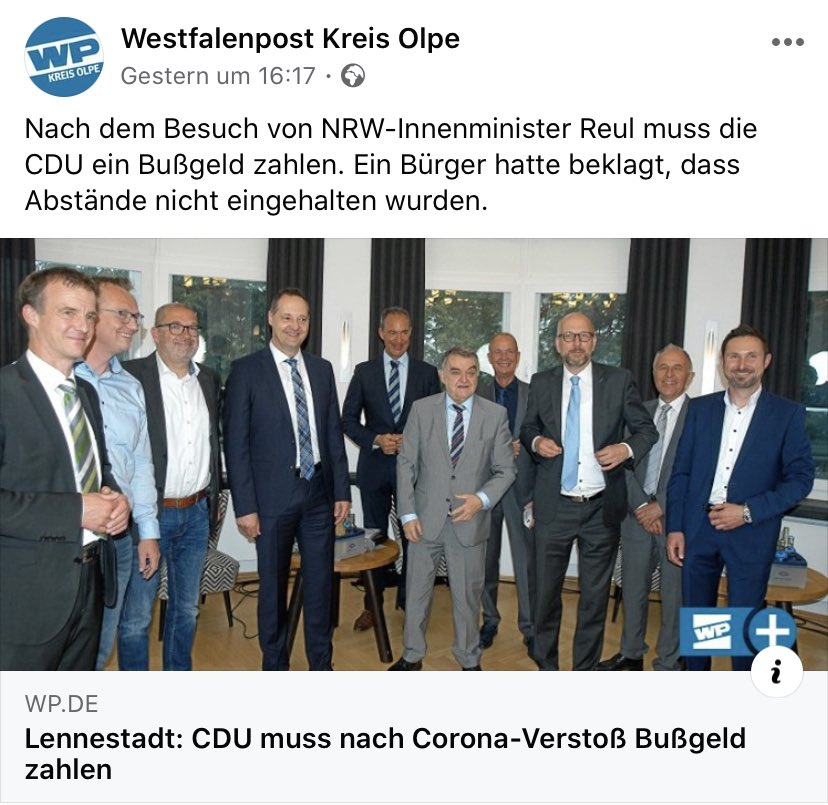 WP
KREIS OLPE
Westfalenpost Kreis Olpe
Gestern um 16:17 ·
Nach dem Besuch von NRW-Innenminister Reul muss die
CDU ein Bußgeld zahlen. Ein Bürger hatte beklagt, dass
Abstände nicht eingehalten wurden.
WP +
i
WP.DE
Lennestadt: CDU muss nach Corona-Verstoß Bußgeld
zahlen